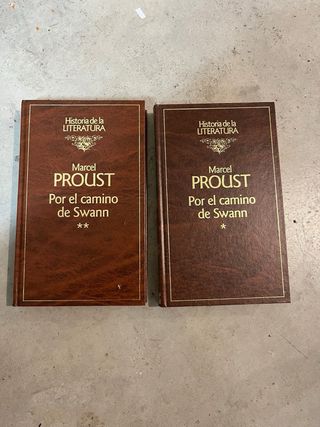 Historia de la
LITERATURA
Marcel
PROUST
Por el camino
de Swann
**
Historia de la
LITERATURA
Marcel
PROUST
Por el camino
de Swann
*